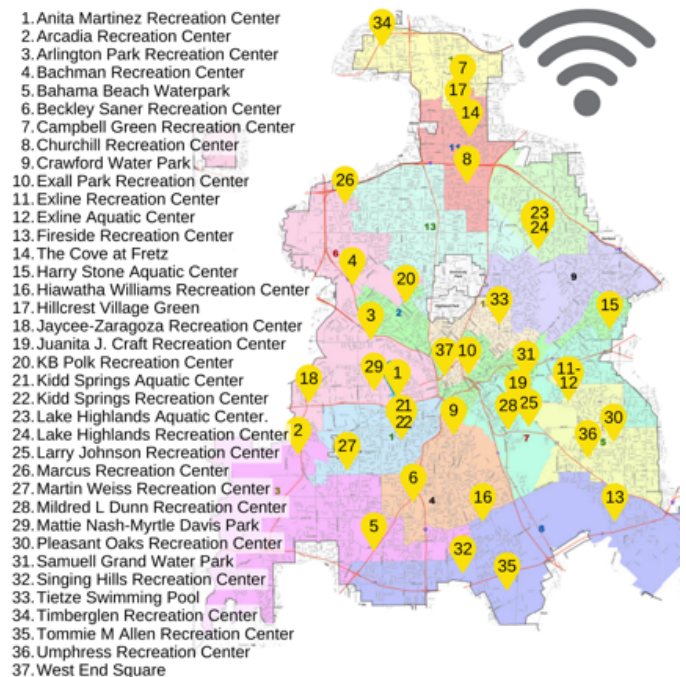 1. Anita Martinez Recreation Center
2. Arcadia Recreation Center
3. Arlington Park Recreation Center
4. Bachman Recreation Center
5. Bahama Beach Waterpark
6. Beckley Saner Recreation Center
7. Campbell Green Recreation Center
8. Churchill Recreation Center
9. Crawford Water Park
10. Exall Park Recreation Center
11. Exline Recreation Center
12. Exline Aquatic Center
13. Fireside Recreation Center
14. The Cove at Fretz
15. Harry Stone Aquatic Center
16. Hiawatha Williams Recreation Center
17. Hillcrest Village Green
18. Jaycee-Zaragoza Recreation Center
19. Juanita J. Craft Recreation Center
20. KB Polk Recreation Center
21. Kidd Springs Aquatic Center
22. Kidd Springs Recreation Center
23. Lake Highlands Aquatic Center.
24. Lake Highlands Recreation Center
25. Larry Johnson Recreation Center
26. Marcus Recreation Center
27. Martin Weiss Recreation Center
28. Mildred L Dunn Recreation Center
29. Mattie Nash-Myrtle Davis Park
30. Pleasant Oaks Recreation Center
31. Samuell Grand Water Park
32. Singing Hills Recreation Center
33. Tietze Swimming Pool
34. Timberglen Recreation Center
35. Tommie M Allen Recreation Center
36. Umphress Recreation Center
37. West End Square
34
7
17
14
11
8
26
13
23
24
6
4
9
20
33
15
3
2
37 10
31
29
1
11-
12
18
19
21
22
9
28
25
30
2
1
27
7
36
5
6
3
4
16
13
5
8
32
35